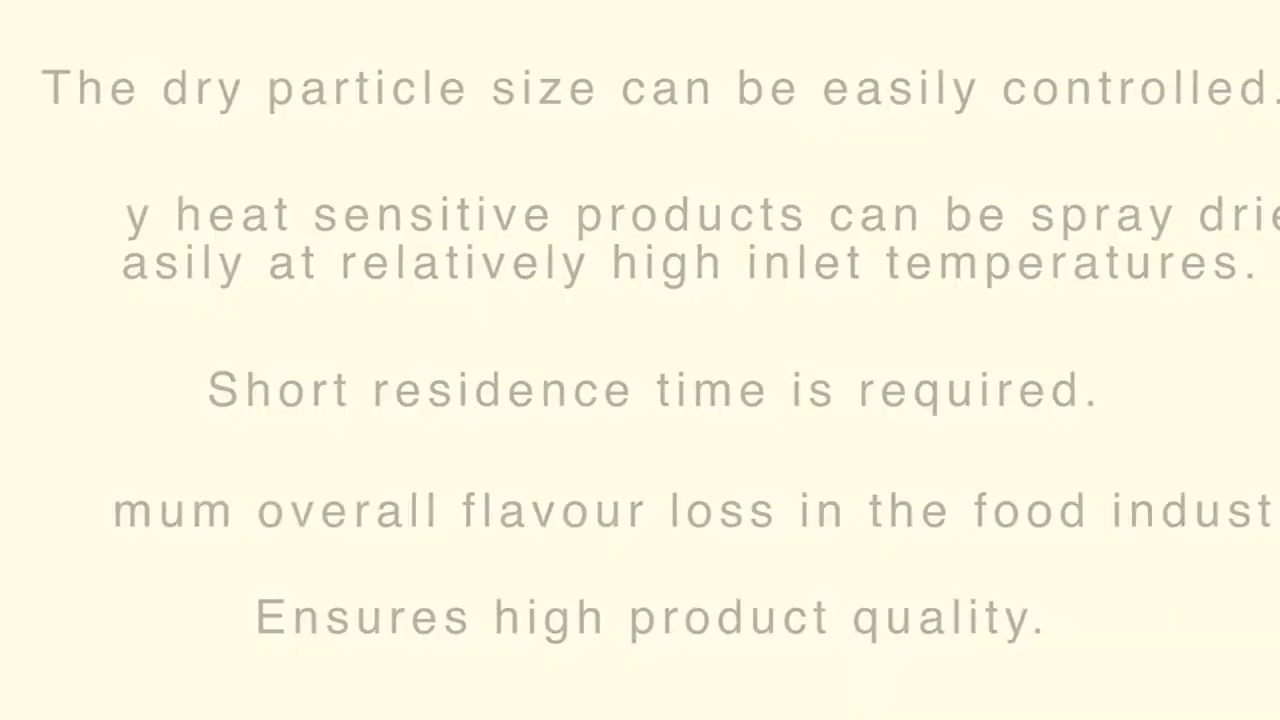 The dry particle size can be easily controlled.
y heat sensitive products can be spray drie
asily at relatively high inlet temperatures.
Short residence time is required.
mum overall flavour loss in the food indust
Ensures high product quality.